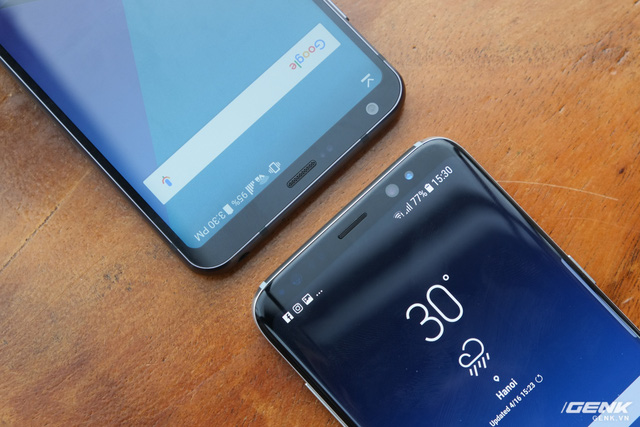 Google
95%
3:30 PM
77%
15.30
30°
Hanoi
Updated 4/16 15:23
GENK
GENK.VN